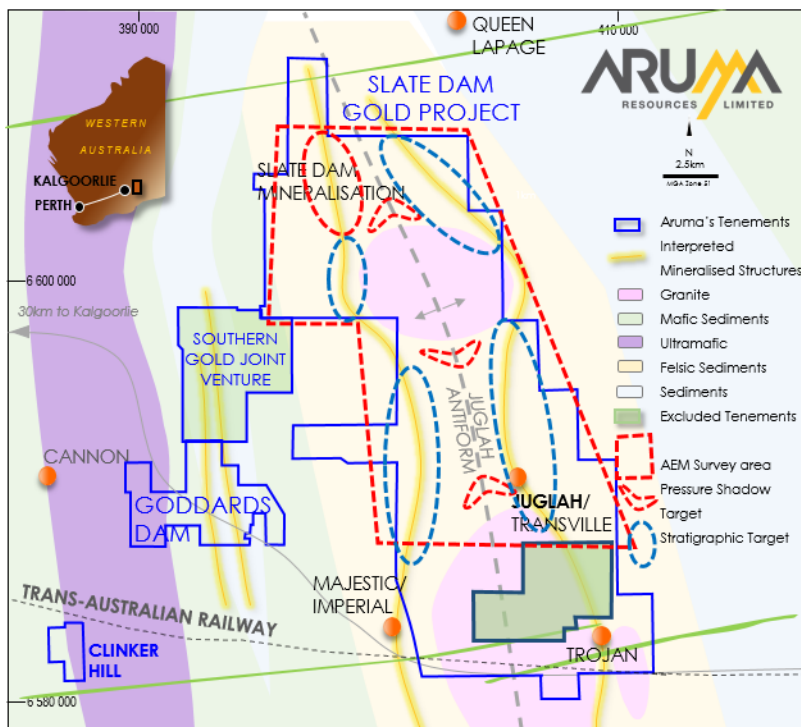 390 000
410 000
QUEEN
LAPAGE
ARUMA
RESOURCES LIMITED
SLATE DAM
GOLD PROJECT
WESTERN
AUSTRALIA
KALGOORLIE
PERTH
N
2.5km
MGA Zone 51
SLATE DAM
MINERALISATION
Aruma's Tenements
Interpreted
Mineralised Structures
Granite
Mafic Sediments
Ultramafic
Felsic Sediments
Sediments
Excluded Tenements
AEM Survey area
Pressure Shadow
Target
Stratigraphic Target
6 600 000
30km to Kalgoorlie
SOUTHERN
GOLD JOINT
VENTURE
JUGLAH
ANTIFORM
CANNON
GODDARDS
DAM
JUGLAH/
TRANSVILLE
MAJESTIC/
IMPERIAL
TRANS-AUSTRALIAN RAILWAY
CLINKER
HILL
TROJAN
6 580 000